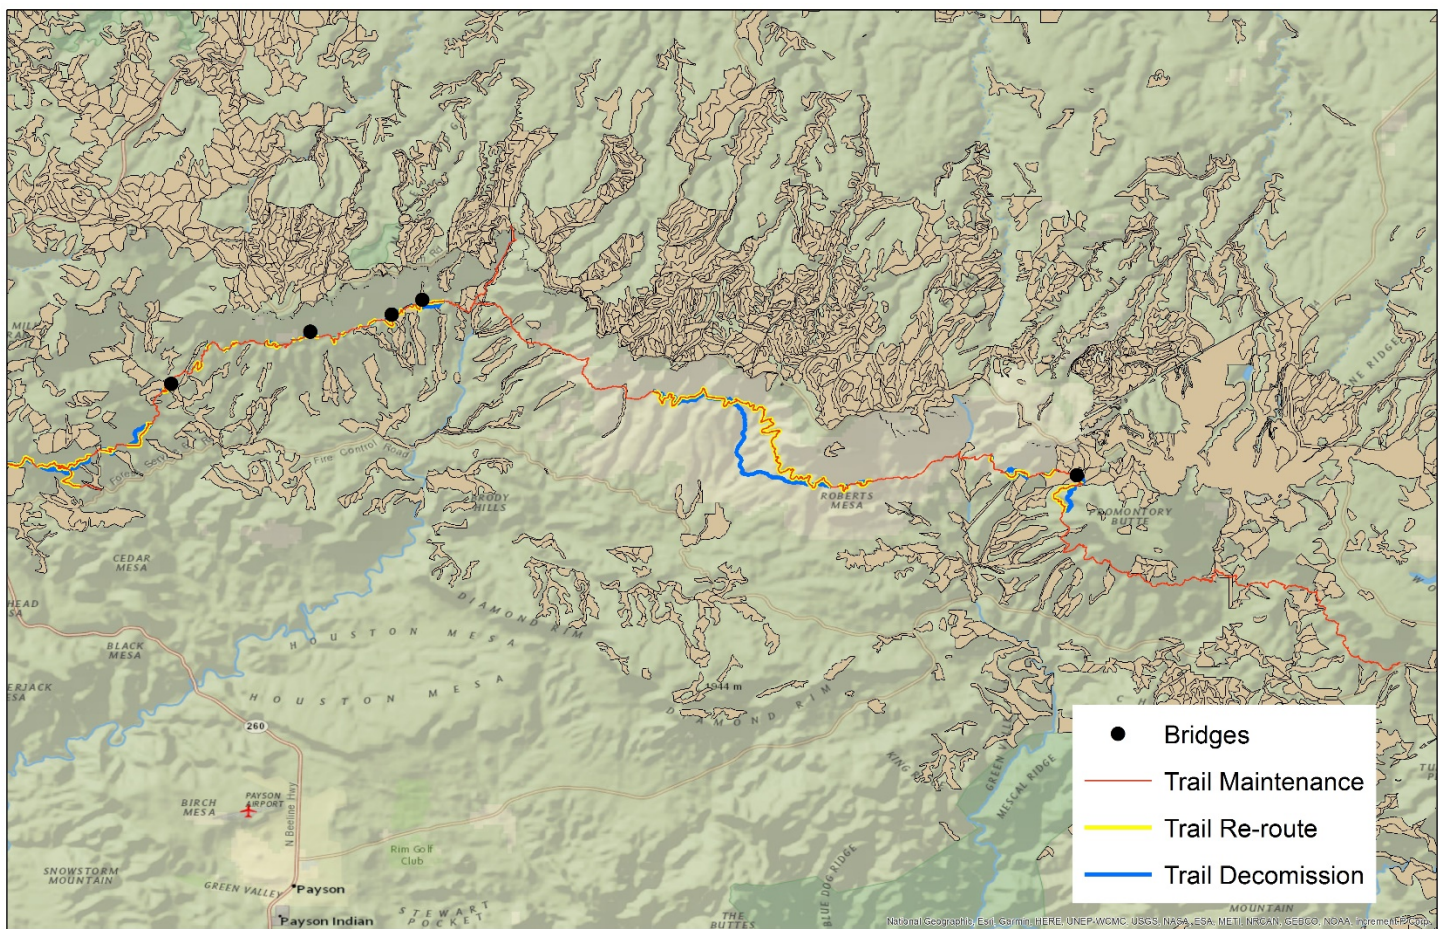 Fire Control Road
BRODY
HILLS
ROBERTS
MESA
BUTTE
CEDAR
MESA
BLACK
MESA
HOUSTON MESA
HOUSTON MESA
DIAMOND RIM
1944 m
DIAMOND RIM
260
BIRCH
MESA
PAYSON
AIRPORT
N Beeline Hwy
Rim Golf
Club
SNOWSTORM
MOUNTAIN
GREEN VALLEY
Payson
Payson Indian
STEWART
POCKET
THE
BUTTES
BLUE DOG RIDGE
MESCAL RIDGE
Bridges
Trail Maintenance
Trail Re-route
Trail Decomission
MOUNTAIN